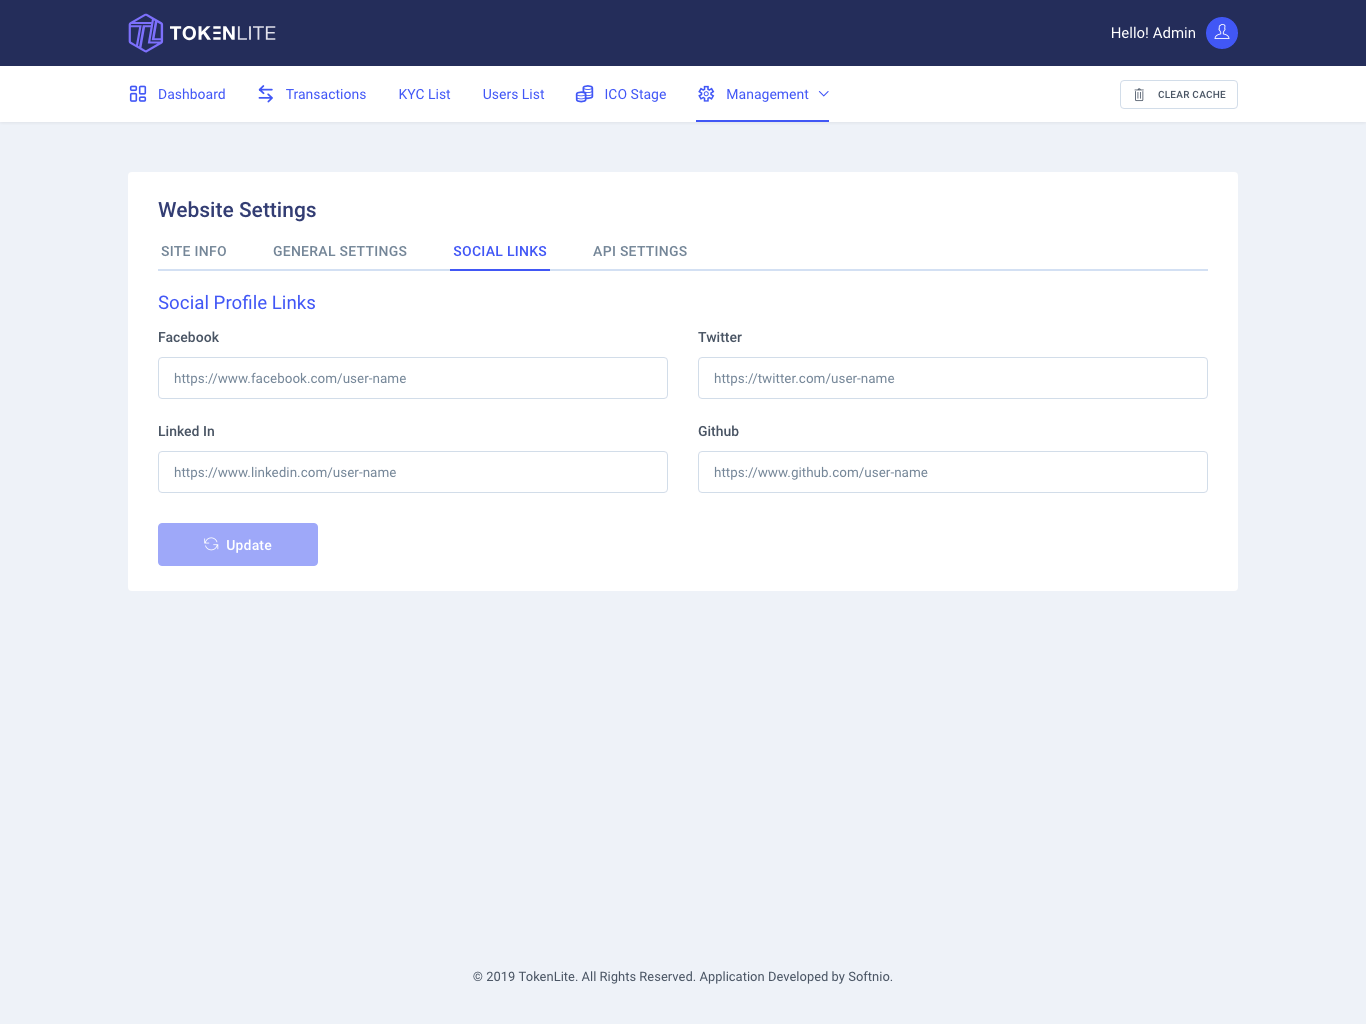 TOKENLITE
Hello! Admin
Dashboard Transactions KYC List Users List ICO Stage Management CLEAR CACHE
Website Settings
SITE INFO GENERAL SETTINGS SOCIAL LINKS API SETTINGS
Social Profile Links
Facebook Twitter
https://www.facebook.com/user-name https://twitter.com/user-name
Linked In Github
https://www.linkedin.com/user-name https://www.github.com/user-name
Update
© 2019 TokenLite. All Rights Reserved. Application Developed by Softnio.